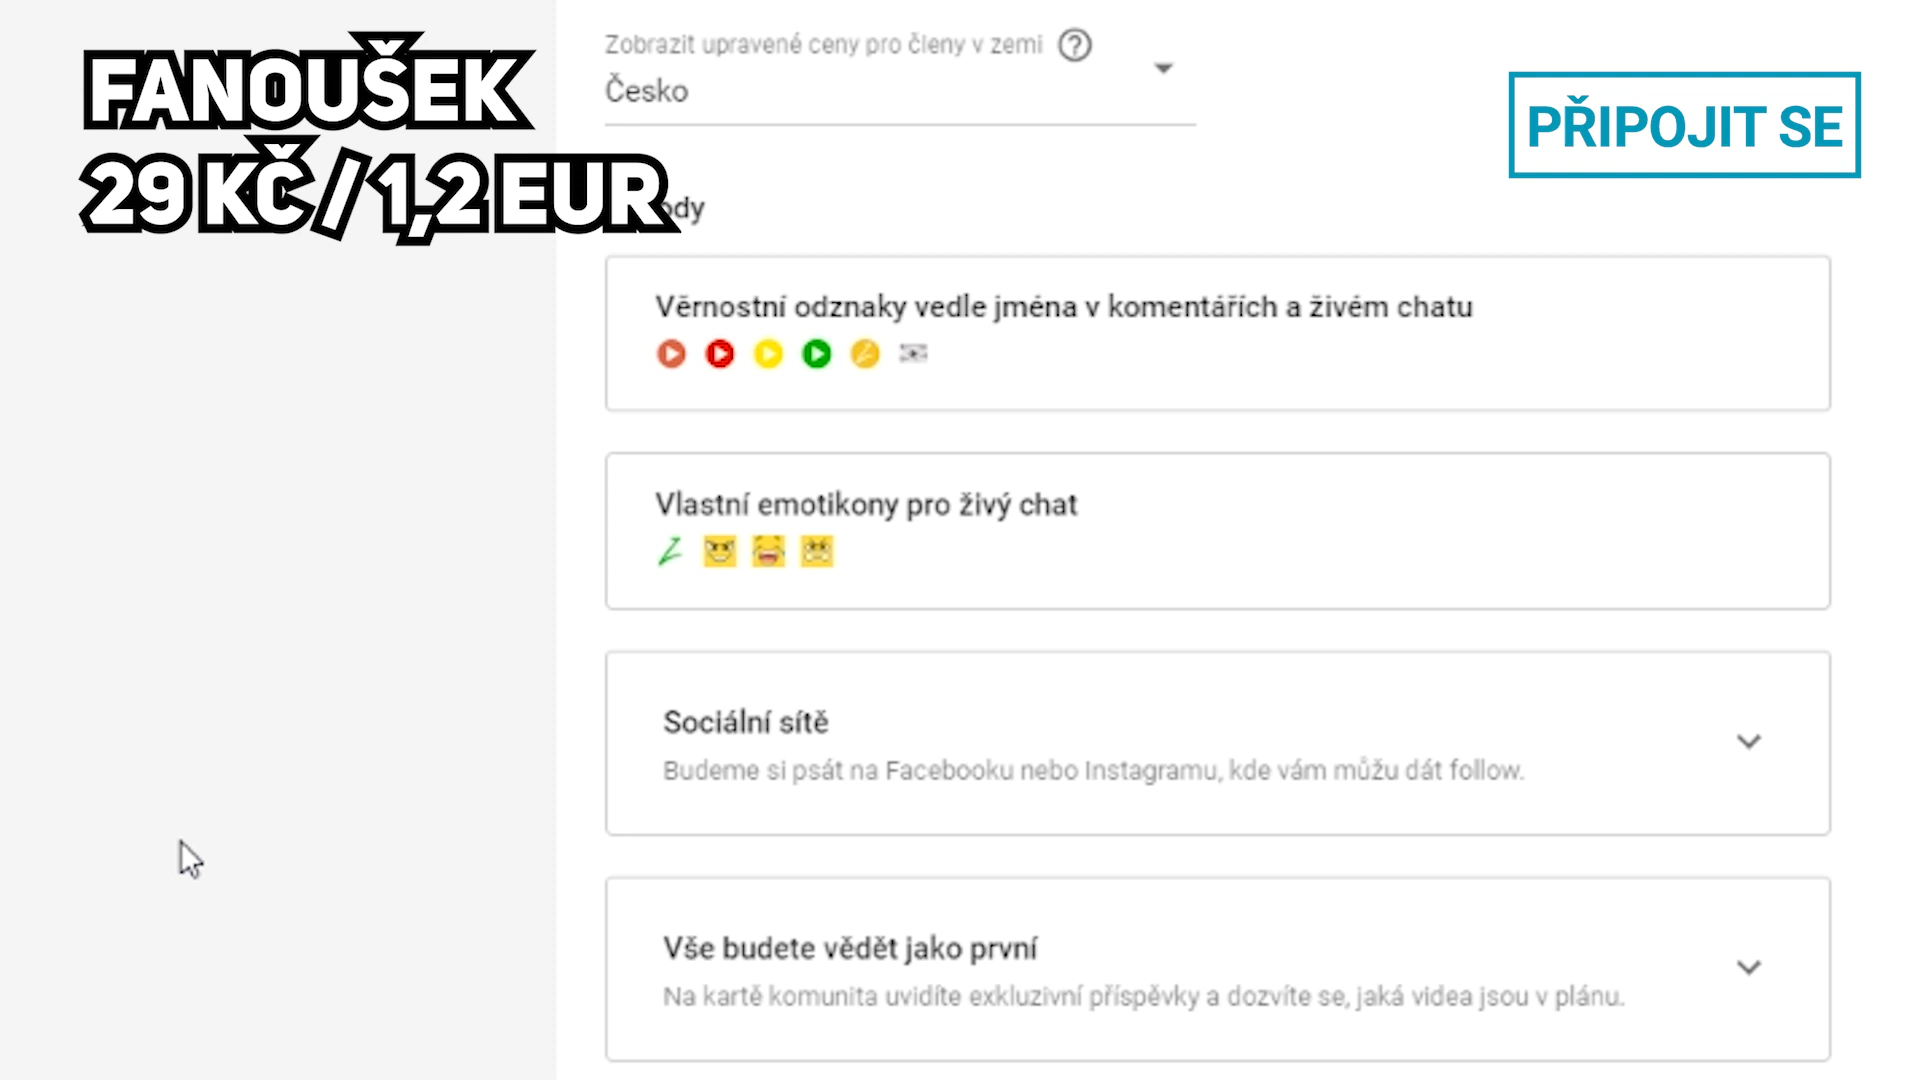 FANOUŠEK
29 KČ / 1,2 EUR
Zobrazit upravené ceny pro členy v zemi
Česko
PŘIPOJIT SE
Věrnostní odznaky vedle jména v komentářích a živém chatu
Vlastní emotikony pro živý chat
Sociální sítě
Budeme si psát na Facebooku nebo Instagramu, kde vám můžu dát follow.
Vše budete vědět jako první
Na kartě komunita uvidíte exkluzivní příspěvky a dozvíte se, jaká videa jsou v plánu.